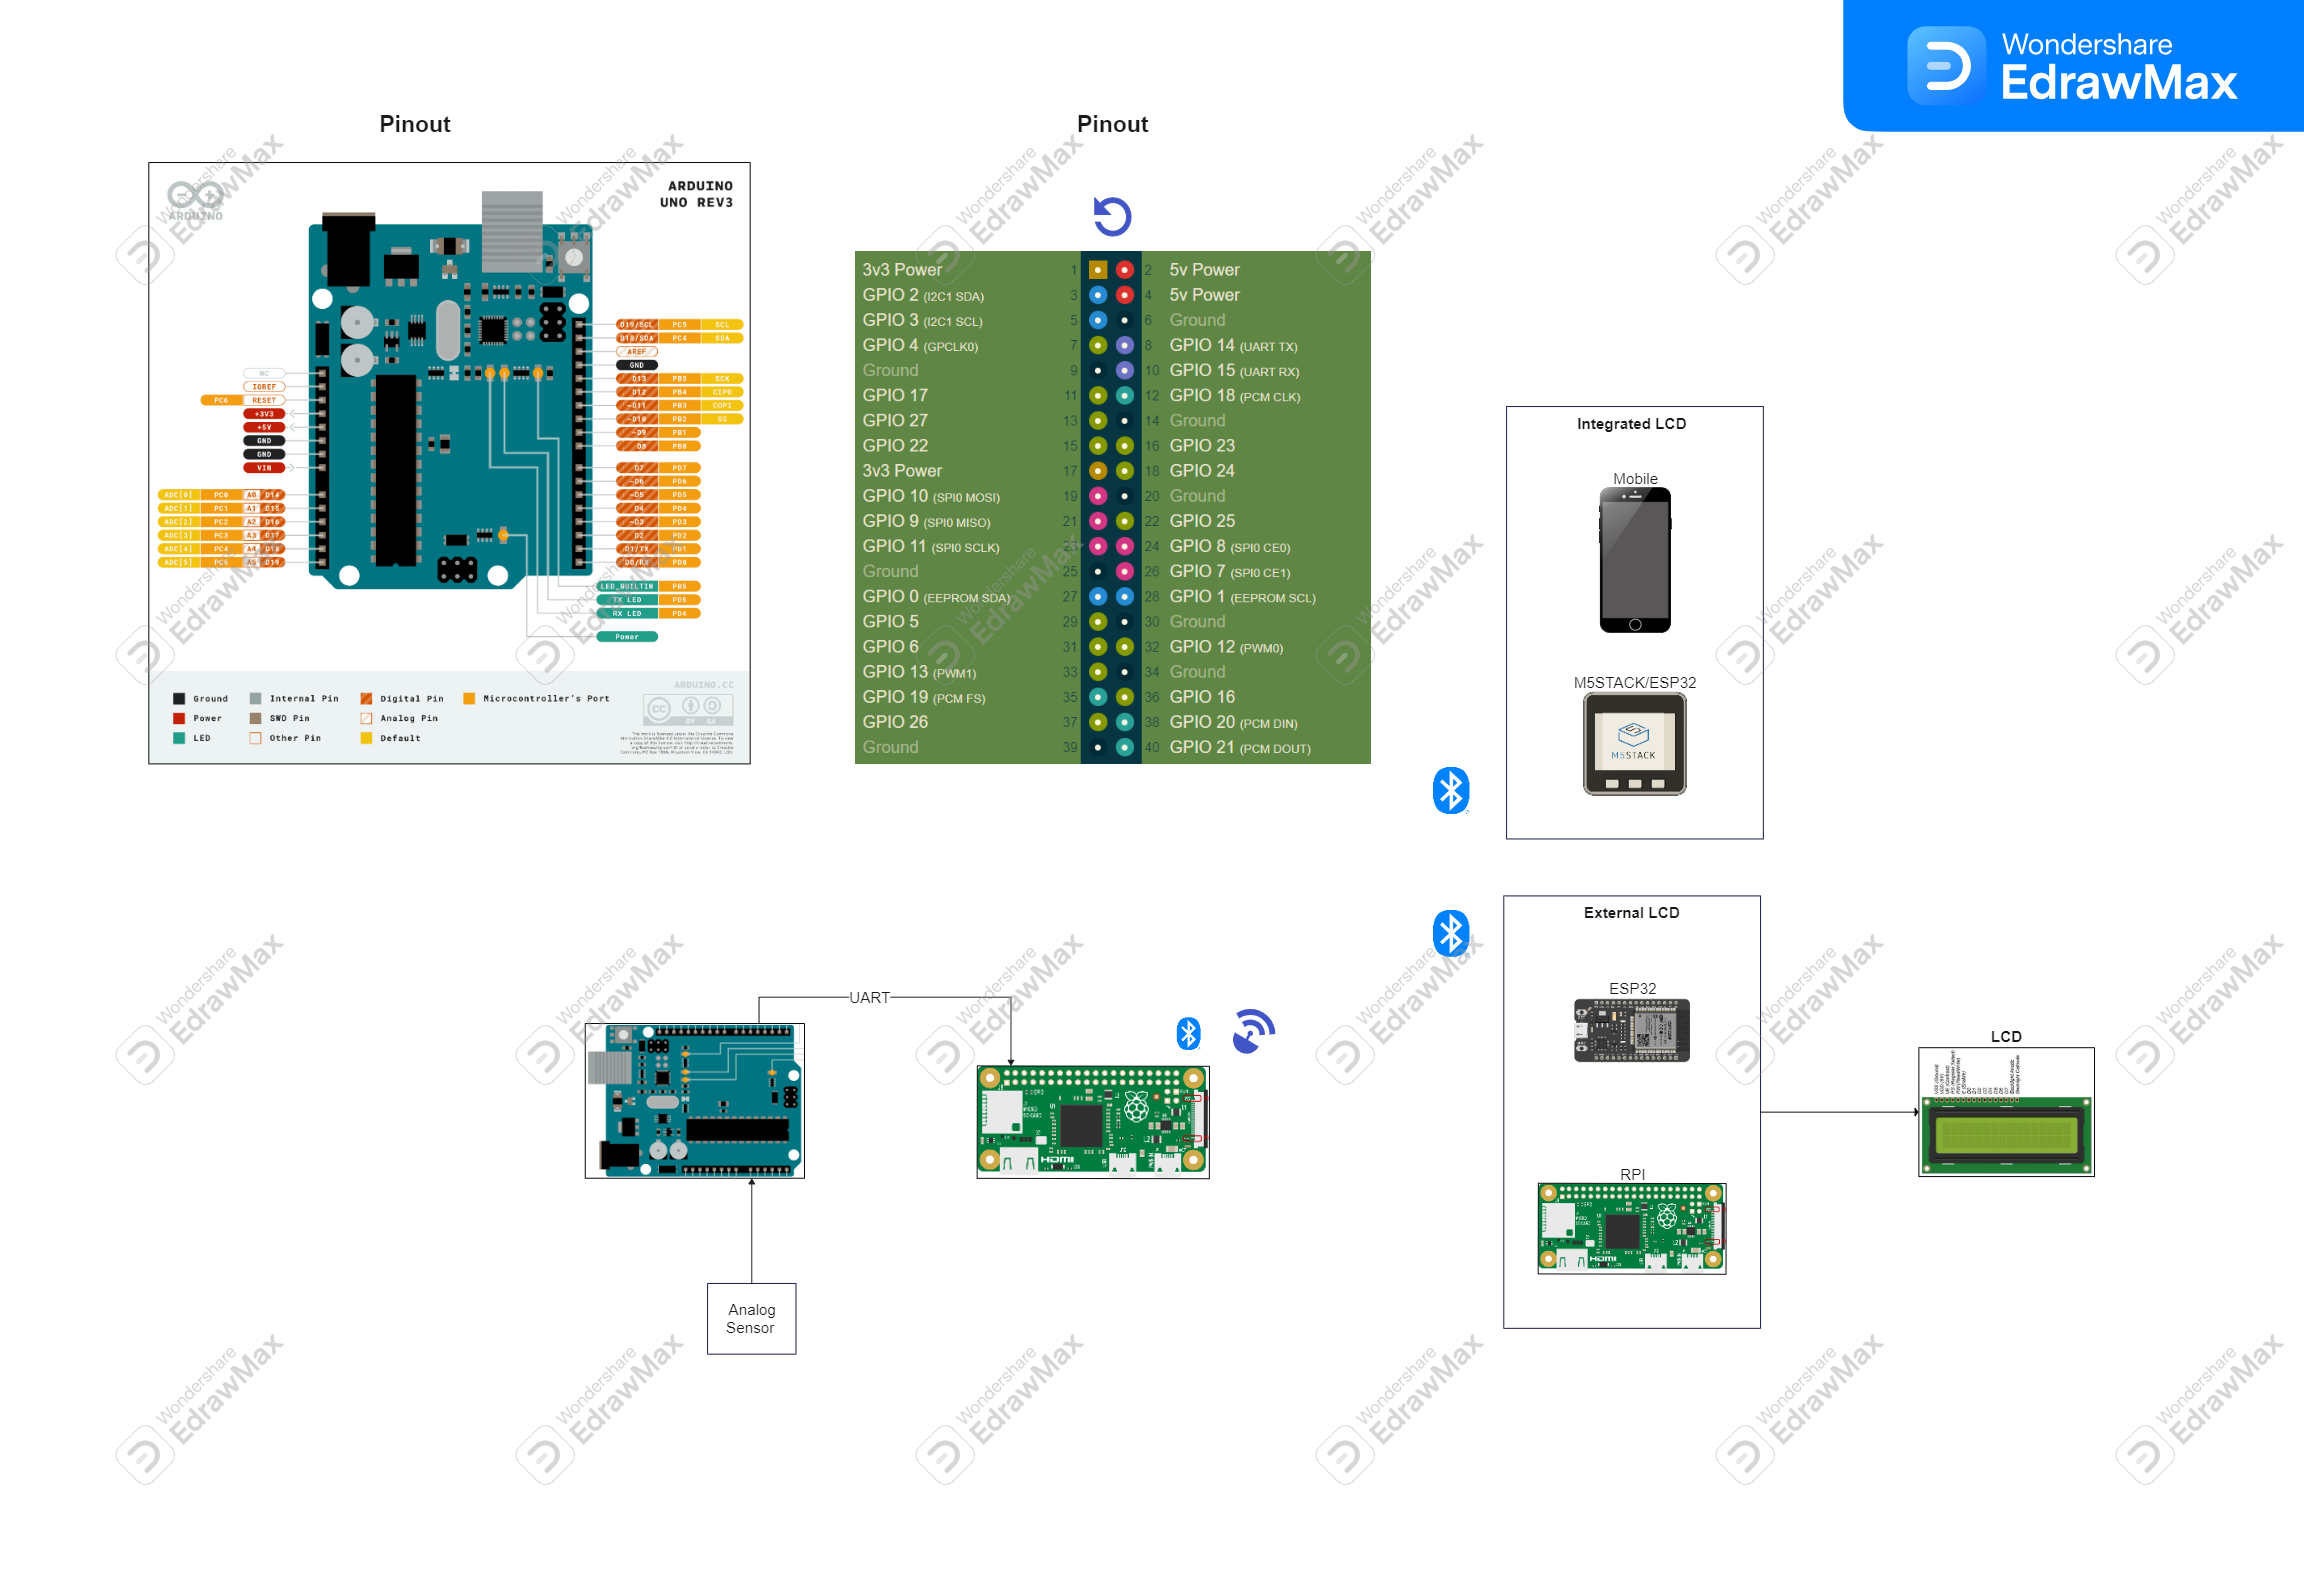 Wondershare
EdrawMax
Pinout
ARDUINO
ARDUINO
UNO REV3
D19/SCL PC5 SCL
D18/SDA PC4 SDA
AREF
GND
D13 PB5 SCK
D12 PB4 CIPO
~D11 PB3 COPI
~D10 PB2 SS
~D9 PB1
D8 PB0
D7 PD7
~D6 PD6
~D5 PD5
D4 PD4
~D3 PD3
D2 PD2
D1/TX PD1
D0/RX PD0
LED_BUILTIN PB5
TX LED PD5
RX LED PD4
Power
NC
IOREF
PC6 RESET
+3V3
+5V
GND
GND
VIN
ADC[0] PC0 A0 D14
ADC[1] PC1 A1 D15
ADC[2] PC2 A2 D16
ADC[3] PC3 A3 D17
ADC[4] PC4 A4 D18
ADC[5] PC5 A5 D19
Ground Internal Pin Digital Pin Microcontroller's Port
Power SWD Pin Analog Pin
LED Other Pin Default
ARDUINO.CC
BY SA
Pinout
3v3 Power 1 2 5v Power
GPIO 2 (I2C1 SDA) 3 4 5v Power
GPIO 3 (I2C1 SCL) 5 6 Ground
GPIO 4 (GPCLK0) 7 8 GPIO 14 (UART TX)
Ground 9 10 GPIO 15 (UART RX)
GPIO 17 11 12 GPIO 18 (PCM CLK)
GPIO 27 13 14 Ground
GPIO 22 15 16 GPIO 23
3v3 Power 17 18 GPIO 24
GPIO 10 (SPI0 MOSI) 19 20 Ground
GPIO 9 (SPI0 MISO) 21 22 GPIO 25
GPIO 11 (SPI0 SCLK) 23 24 GPIO 8 (SPI0 CE0)
Ground 25 26 GPIO 7 (SPI0 CE1)
GPIO 0 (EEPROM SDA) 27 28 GPIO 1 (EEPROM SCL)
GPIO 5 29 30 Ground
GPIO 6 31 32 GPIO 12 (PWM0)
GPIO 13 (PWM1) 33 34 Ground
GPIO 19 (PCM FS) 35 36 GPIO 16
GPIO 26 37 38 GPIO 20 (PCM DIN)
Ground 39 40 GPIO 21 (PCM DOUT)
Integrated LCD
Mobile
M5STACK/ESP32
M5STACK
External LCD
ESP32
RPI
HDMI
LCD
UART
HDMI
Analog
Sensor